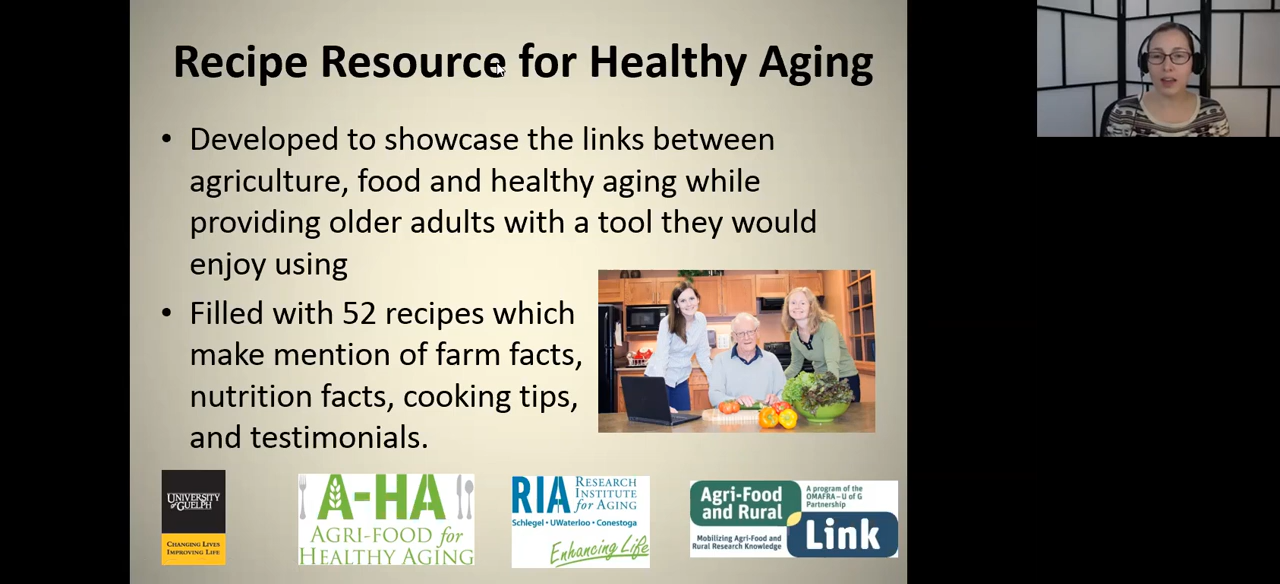 Recipe Resource for Healthy Aging
• Developed to showcase the links between
agriculture, food and healthy aging while
providing older adults with a tool they would
enjoy using
• Filled with 52 recipes which
make mention of farm facts,
nutrition facts, cooking tips,
and testimonials.
UNIVERSITY
of GUELPH
CHANGING LIVES
IMPROVING LIFE
A-HA
AGRI-FOOD for
HEALTHY AGING
RIA RESEARCH
INSTITUTE
for AGING
Schlegel • UWaterloo • Conestoga
Enhancing Life
Agri-Food
and Rural
Link
A program of the
OMAFRA – U of G
Partnership
Mobilizing Agri-Food and
Rural Research Knowledge